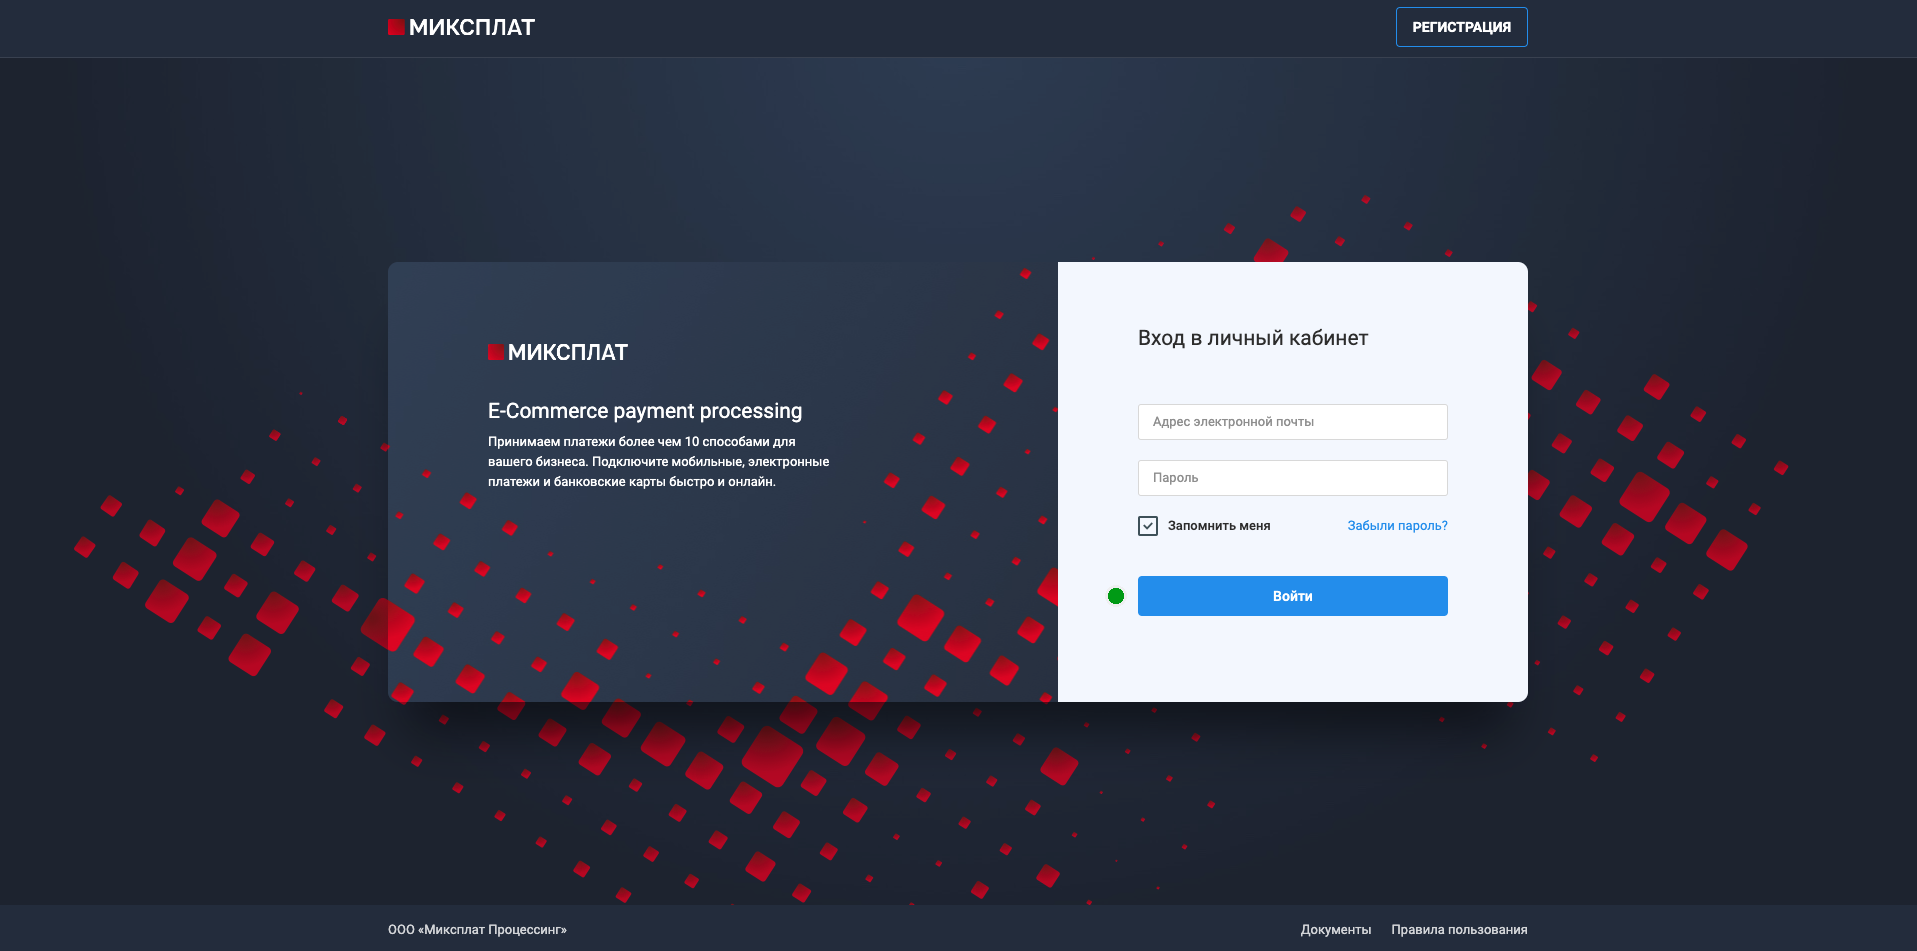 МИКСПЛАТ
РЕГИСТРАЦИЯ
МИКСПЛАТ
E-Commerce payment processing
Принимаем платежи более чем 10 способами для
вашего бизнеса. Подключите мобильные, электронные
платежи и банковские карты быстро и онлайн.
Вход в личный кабинет
Адрес электронной почты
Пароль
Запомнить меня
Забыли пароль?
Войти
ООО «Миксплат Процессинг»
Документы
Правила пользования